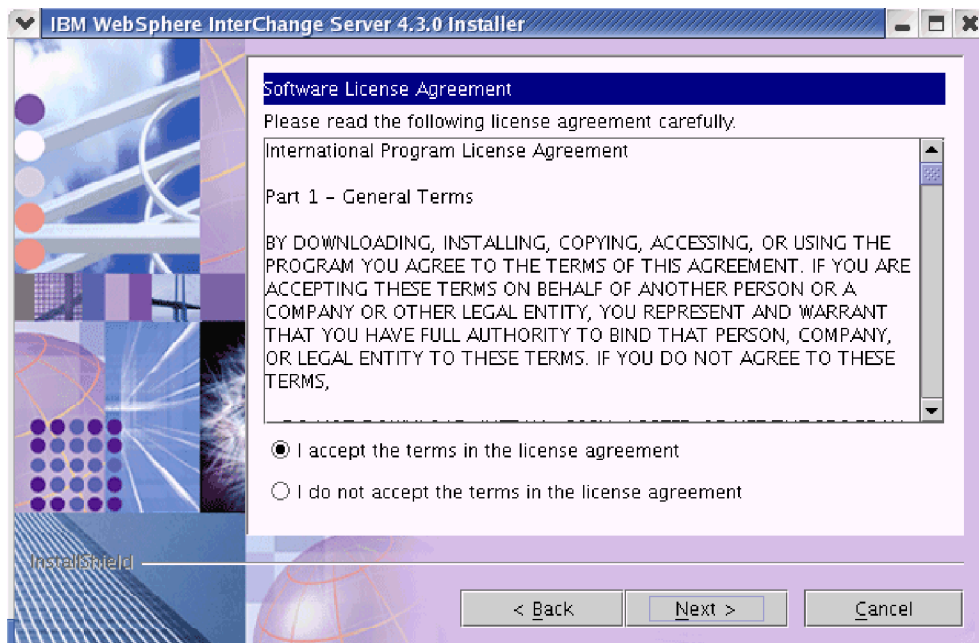 IBM WebSphere InterChange Server 4.3.0 Installer
Software License Agreement
Please read the following license agreement carefully.
International Program License Agreement
Part 1 – General Terms
BY DOWNLOADING, INSTALLING, COPYING, ACCESSING, OR USING THE
PROGRAM YOU AGREE TO THE TERMS OF THIS AGREEMENT. IF YOU ARE
ACCEPTING THESE TERMS ON BEHALF OF ANOTHER PERSON OR A
COMPANY OR OTHER LEGAL ENTITY, YOU REPRESENT AND WARRANT
THAT YOU HAVE FULL AUTHORITY TO BIND THAT PERSON, COMPANY,
OR LEGAL ENTITY TO THESE TERMS. IF YOU DO NOT AGREE TO THESE
TERMS,
I accept the terms in the license agreement
I do not accept the terms in the license agreement
InstallShield
< Back
Next >
Cancel